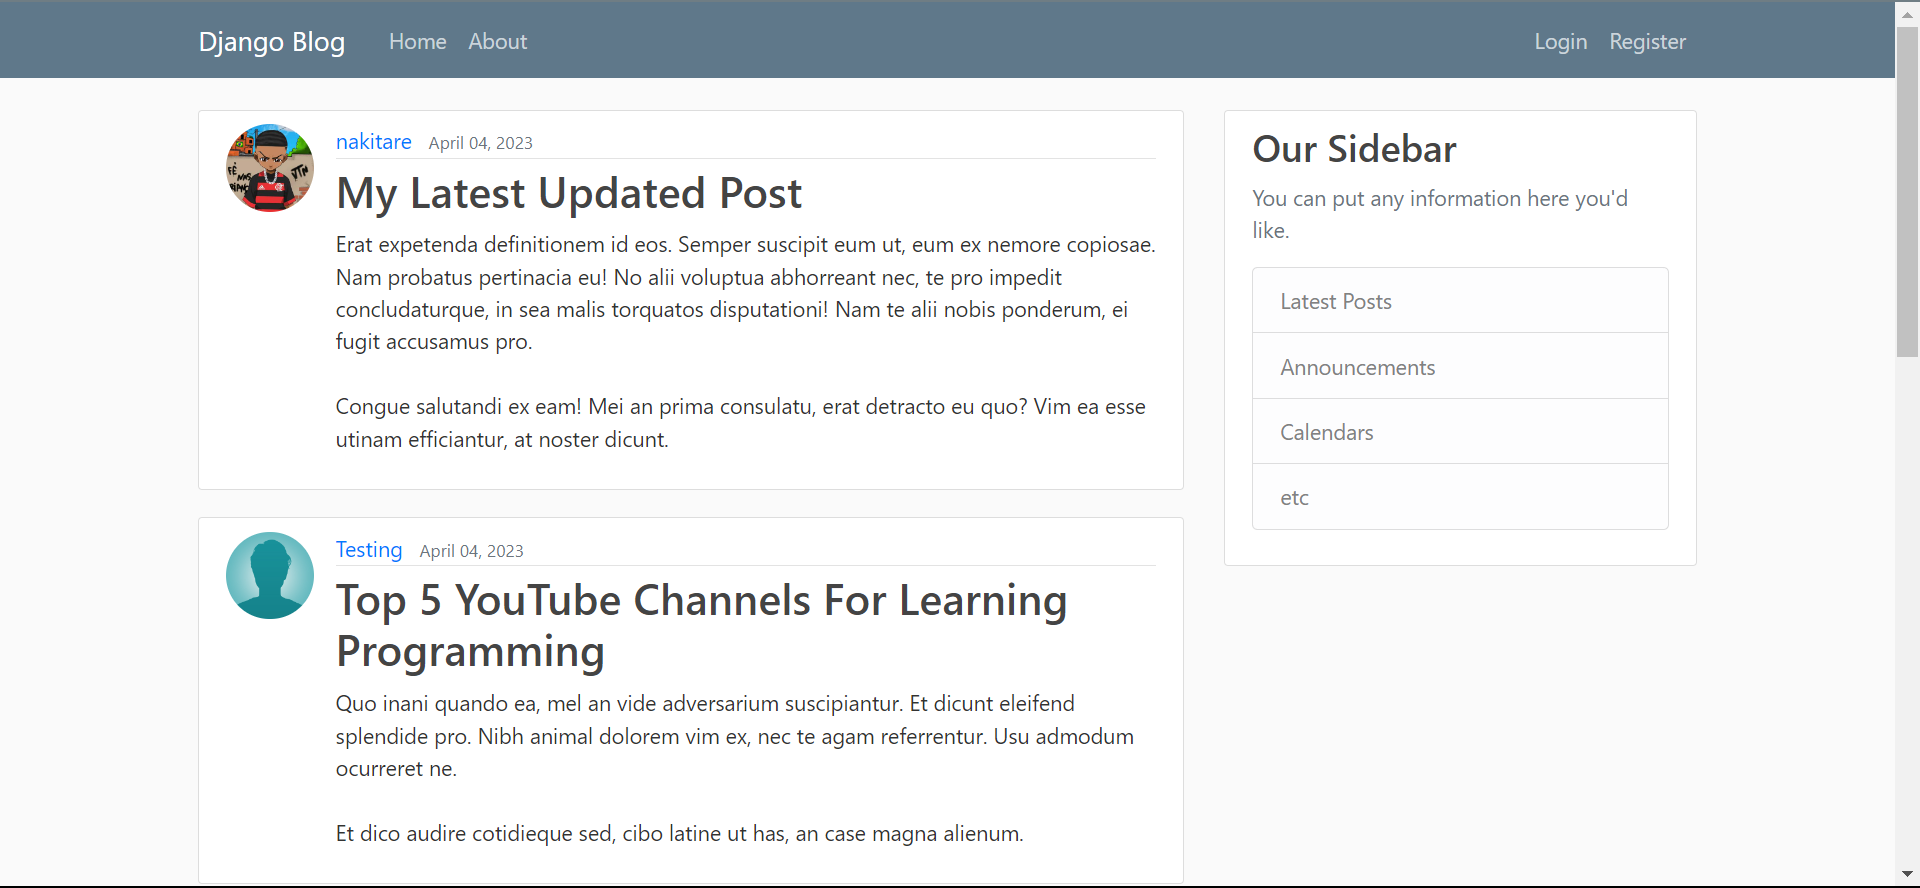 Django Blog Home About Login Register
nakitare April 04, 2023
My Latest Updated Post
Erat expetenda definitionem id eos. Semper suscipit eum ut, eum ex nemore copiosae.
Nam probatus pertinacia eu! No alii voluptua abhorreant nec, te pro impedit
concludaturque, in sea malis torquatos disputationi! Nam te alii nobis ponderum, ei
fugit accusamus pro.
Congue salutandi ex eam! Mei an prima consulatu, erat detracto eu quo? Vim ea esse
utinam efficiantur, at noster dicunt.
Testing April 04, 2023
Top 5 YouTube Channels For Learning
Programming
Quo inani quando ea, mel an vide adversarium suscipiantur. Et dicunt eleifend
splendide pro. Nibh animal dolorem vim ex, nec te agam referrentur. Usu admodum
ocurreret ne.
Et dico audire cotidieque sed, cibo latine ut has, an case magna alienum.
Our Sidebar
You can put any information here you'd
like.
Latest Posts
Announcements
Calendars
etc